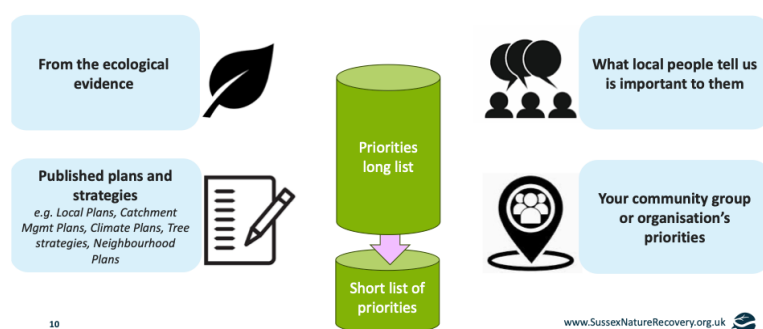 From the ecological
evidence
What local people tell us
is important to them
Priorities
long list
Published plans and
strategies
e.g. Local Plans, Catchment
Mgmt Plans, Climate Plans, Tree
strategies, Neighbourhood
Plans
Your community group
or organisation's
priorities
Short list of
priorities
10
www.SussexNatureRecovery.org.uk